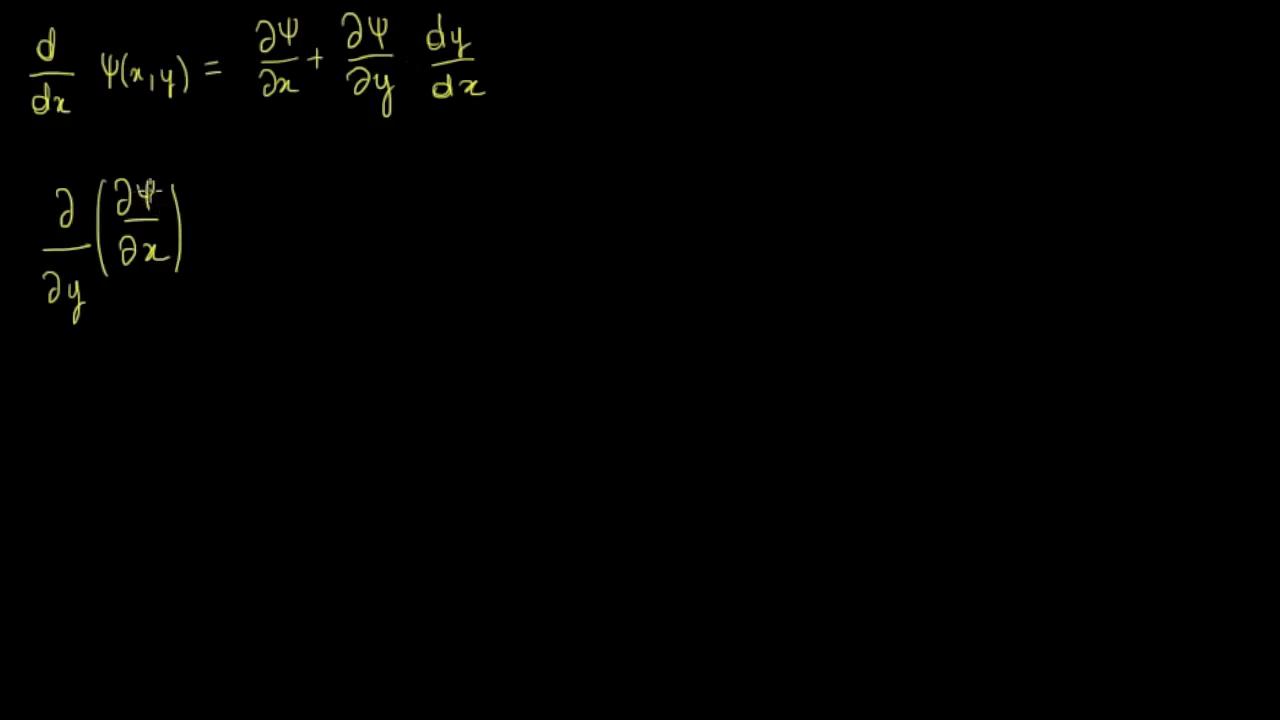 d/dx ψ(x,y) = ∂ψ/∂x + ∂ψ/∂y dy/dx
∂/∂y (∂ψ/∂x)